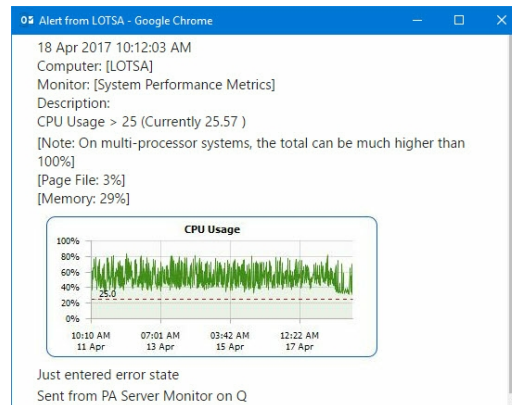 Alert from LOTSA - Google Chrome
18 Apr 2017 10:12:03 AM
Computer: [LOTSA]
Monitor: [System Performance Metrics]
Description:
CPU Usage > 25 (Currently 25.57 )
[Note: On multi-processor systems, the total can be much higher than
100%]
[Page File: 3%]
[Memory: 29%]
CPU Usage
100%
80%
60%
40%
25.0
20%
0%
10:10 AM 07:01 AM 03:42 AM 12:22 AM
11 Apr 13 Apr 15 Apr 17 Apr
Just entered error state
Sent from PA Server Monitor on Q